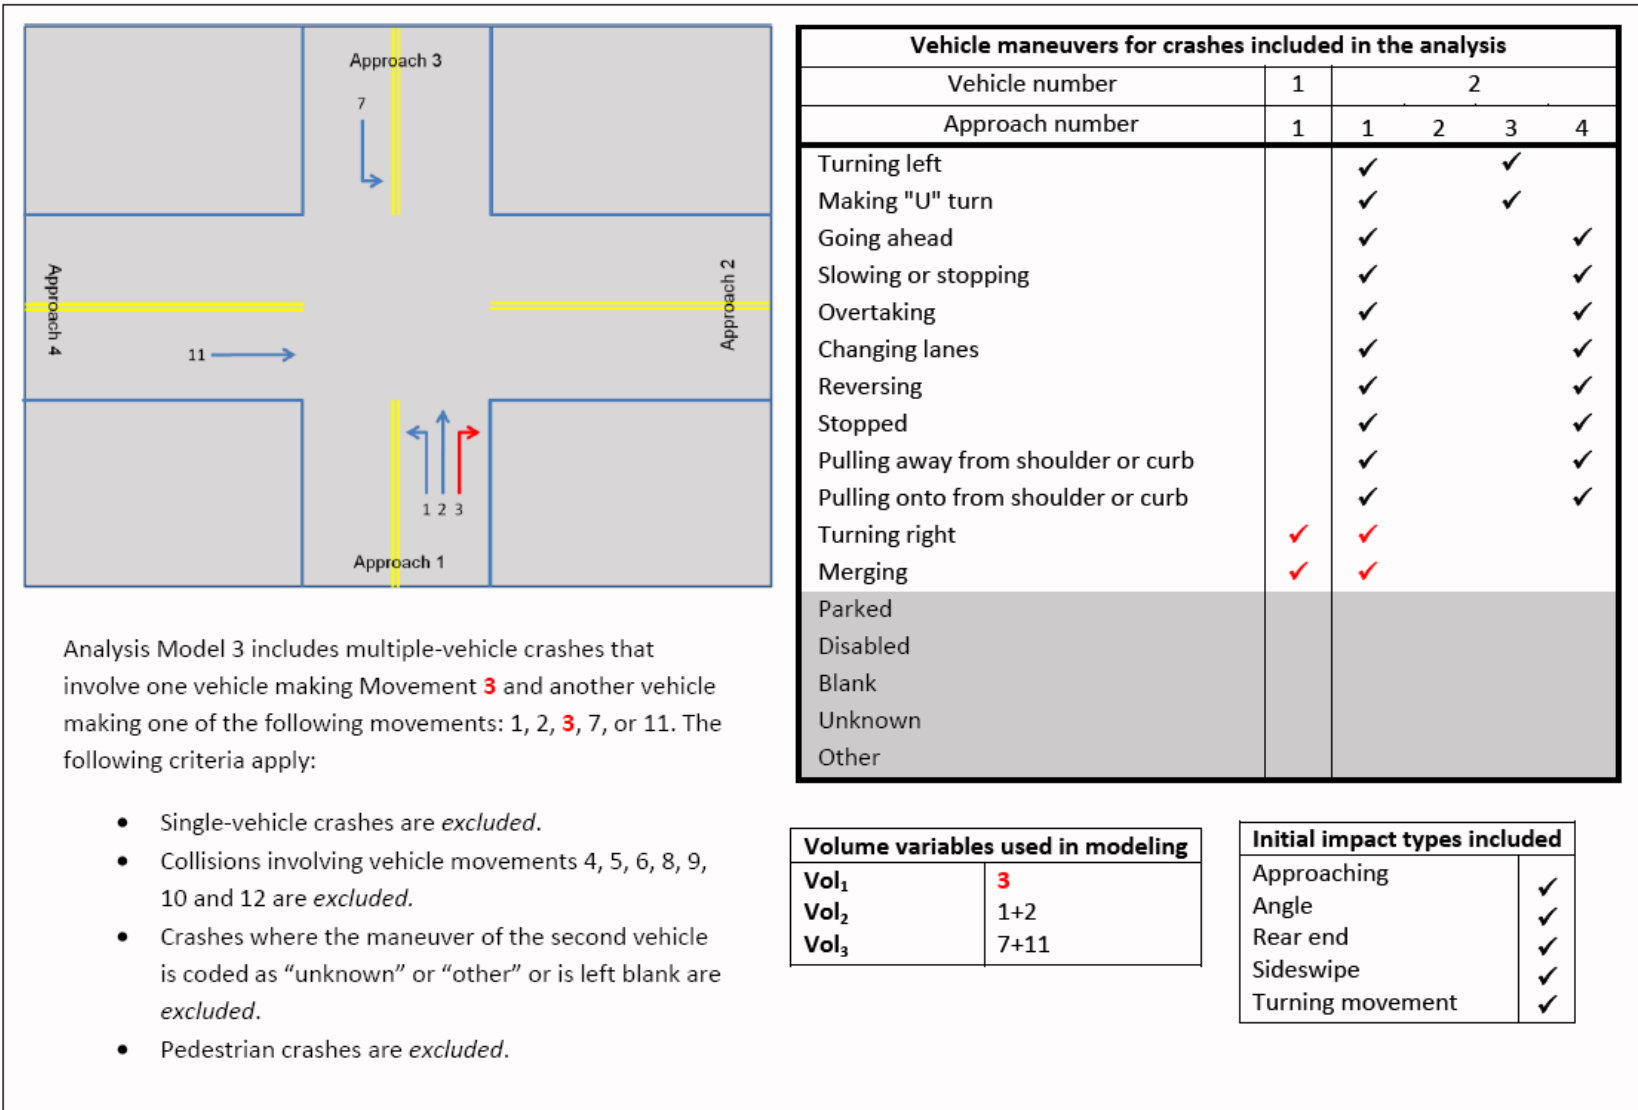 Approach 3
7
Approach 4
Approach 2
11
1 2 3
Approach 1
Analysis Model 3 includes multiple-vehicle crashes that
involve one vehicle making Movement 3 and another vehicle
making one of the following movements: 1, 2, 3, 7, or 11. The
following criteria apply:
• Single-vehicle crashes are excluded.
• Collisions involving vehicle movements 4, 5, 6, 8, 9,
10 and 12 are excluded.
• Crashes where the maneuver of the second vehicle
is coded as “unknown” or “other” or is left blank are
excluded.
• Pedestrian crashes are excluded.
Vehicle maneuvers for crashes included in the analysis
Vehicle number 1 2
Approach number 1 1 2 3 4
Turning left ✓ ✓
Making "U" turn ✓ ✓
Going ahead ✓ ✓
Slowing or stopping ✓ ✓
Overtaking ✓ ✓
Changing lanes ✓ ✓
Reversing ✓ ✓
Stopped ✓ ✓
Pulling away from shoulder or curb ✓ ✓
Pulling onto from shoulder or curb ✓ ✓
Turning right ✓ ✓
Merging ✓ ✓
Parked
Disabled
Blank
Unknown
Other
Volume variables used in modeling
Vol₁ 3
Vol₂ 1+2
Vol₃ 7+11
Initial impact types included
Approaching ✓
Angle ✓
Rear end ✓
Sideswipe ✓
Turning movement ✓